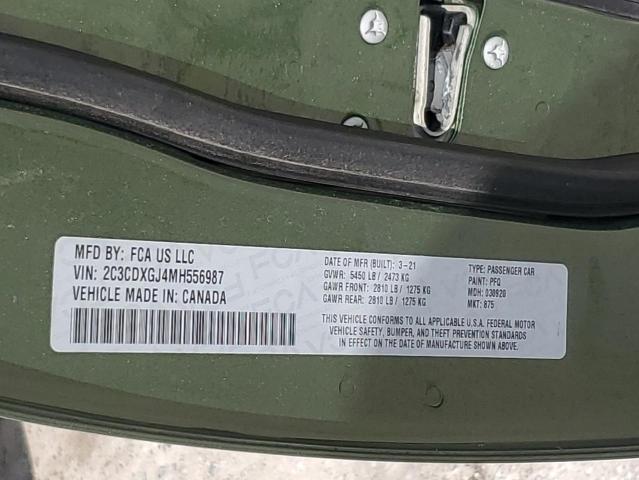 MFD BY: FCA US LLC
VIN: 2C3CDXGJ4MH556987
VEHICLE MADE IN: CANADA
DATE OF MFR (BUILT): 3-21
GVWR: 5450 LB / 2473 KG
GAWR FRONT: 2810 LB / 1275 KG
GAWR REAR: 2810 LB / 1275 KG
TYPE: PASSENGER CAR
PAINT: PFQ
MDH: 030920
MKT: 875
THIS VEHICLE CONFORMS TO ALL APPLICABLE U.S.A. FEDERAL MOTOR
VEHICLE SAFETY, BUMPER, AND THEFT PREVENTION STANDARDS
IN EFFECT ON THE DATE OF MANUFACTURE SHOWN ABOVE.